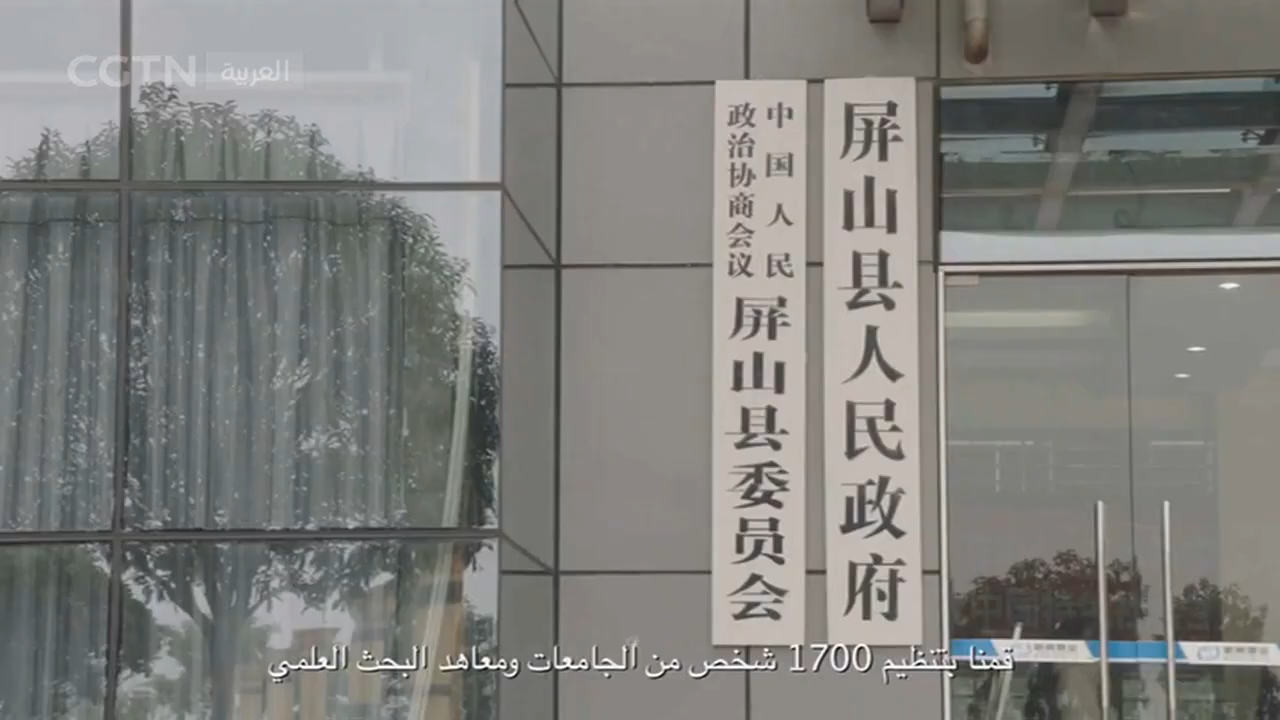 CGTN العربية
屏山县人民政府
中国人民
政治协商会议
屏山县委员会
قمنا بتنظيم 1700 شخص من الجامعات ومعاهد البحث العلمي